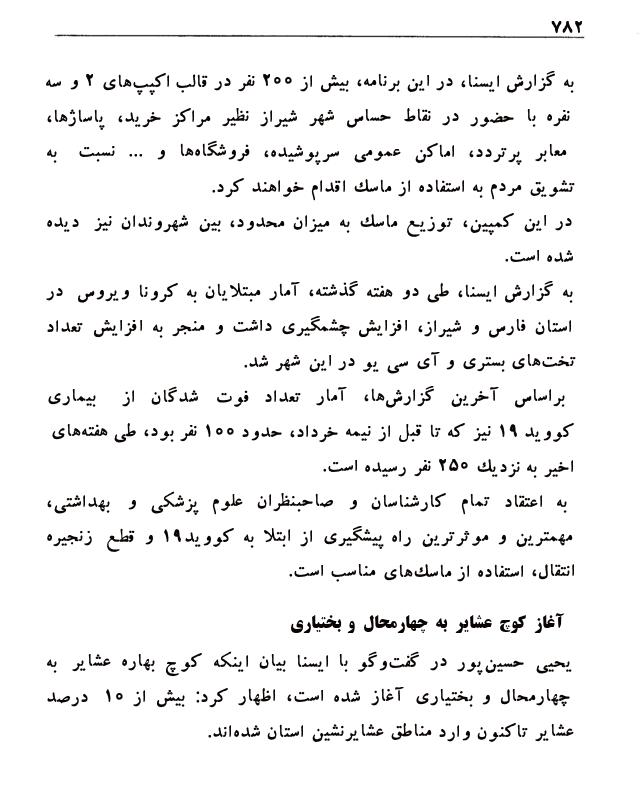 ۷۸۲
به گزارش ایسنا، در این برنامه، بیش از ۲۰۰ نفر در قالب اکیپ‌های ۲ و سه
نفره با حضور در نقاط حساس شهر شیراز نظیر مراکز خرید، پاساژها،
معابر پرتردد، اماکن عمومی سرپوشیده، فروشگاه‌ها و ... نسبت به
تشویق مردم به استفاده از ماسك اقدام خواهند کرد.
در این کمپین، توزیع ماسك به میزان محدود، بین شهروندان نیز دیده
شده است.
به گزارش ایسنا، طی دو هفته گذشته، آمار مبتلایان به کرونا ویروس در
استان فارس و شیراز، افزایش چشمگیری داشت و منجر به افزایش تعداد
تخت‌های بستری و آی سی یو در این شهر شد.
براساس آخرین گزارش‌ها، آمار تعداد فوت شدگان از بیماری
کووید ۱۹ نیز که تا قبل از نیمه خرداد، حدود ۱۰۰ نفر بود، طی هفته‌های
اخیر به نزدیك ۲۵۰ نفر رسیده است.
به اعتقاد تمام کارشناسان و صاحبنظران علوم پزشکی و بهداشتی،
مهمترین و موثرترین راه پیشگیری از ابتلا به کووید۱۹ و قطع زنجیره
انتقال، استفاده از ماسك‌های مناسب است.
آغاز کوچ عشایر به چهارمحال و بختیاری
یحیی حسین‌پور در گفت‌وگو با ایسنا بیان اینکه کوچ بهاره عشایر به
چهارمحال و بختیاری آغاز شده است، اظهار کرد: بیش از ۱۰ درصد
عشایر تاکنون وارد مناطق عشایرنشین استان شده‌اند.